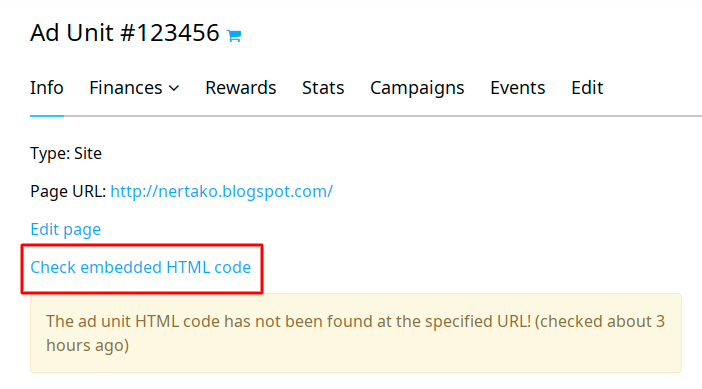 Ad Unit #123456
Info Finances Rewards Stats Campaigns Events Edit
Type: Site
Page URL: http://nertako.blogspot.com/
Edit page
Check embedded HTML code
The ad unit HTML code has not been found at the specified URL! (checked about 3
hours ago)